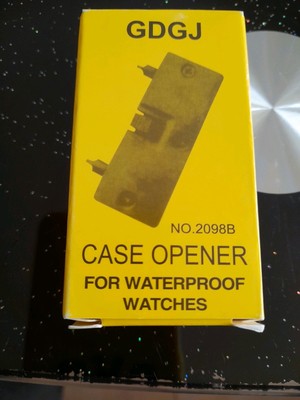 GDGJ
NO.2098B
CASE OPENER
FOR WATERPROOF
WATCHES